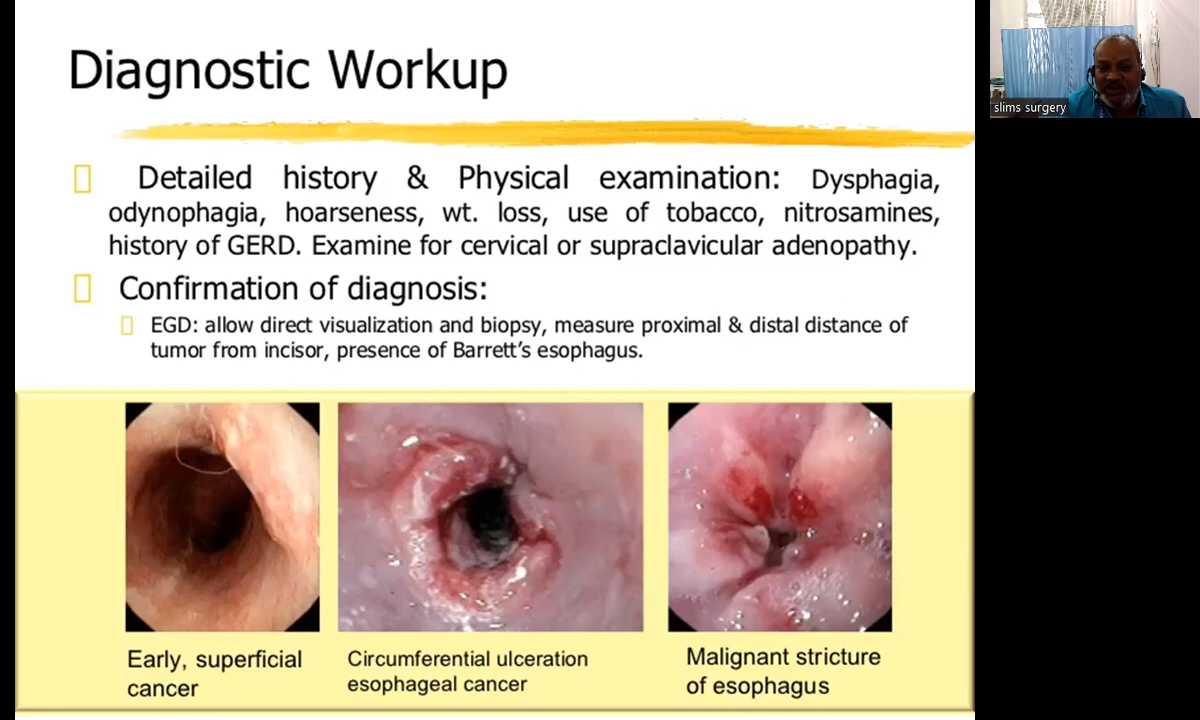 Diagnostic Workup
Detailed history & Physical examination: Dysphagia,
odynophagia, hoarseness, wt. loss, use of tobacco, nitrosamines,
history of GERD. Examine for cervical or supraclavicular adenopathy.
Confirmation of diagnosis:
EGD: allow direct visualization and biopsy, measure proximal & distal distance of
tumor from incisor, presence of Barrett’s esophagus.
Early, superficial
cancer
Circumferential ulceration
esophageal cancer
Malignant stricture
of esophagus
slims surgery